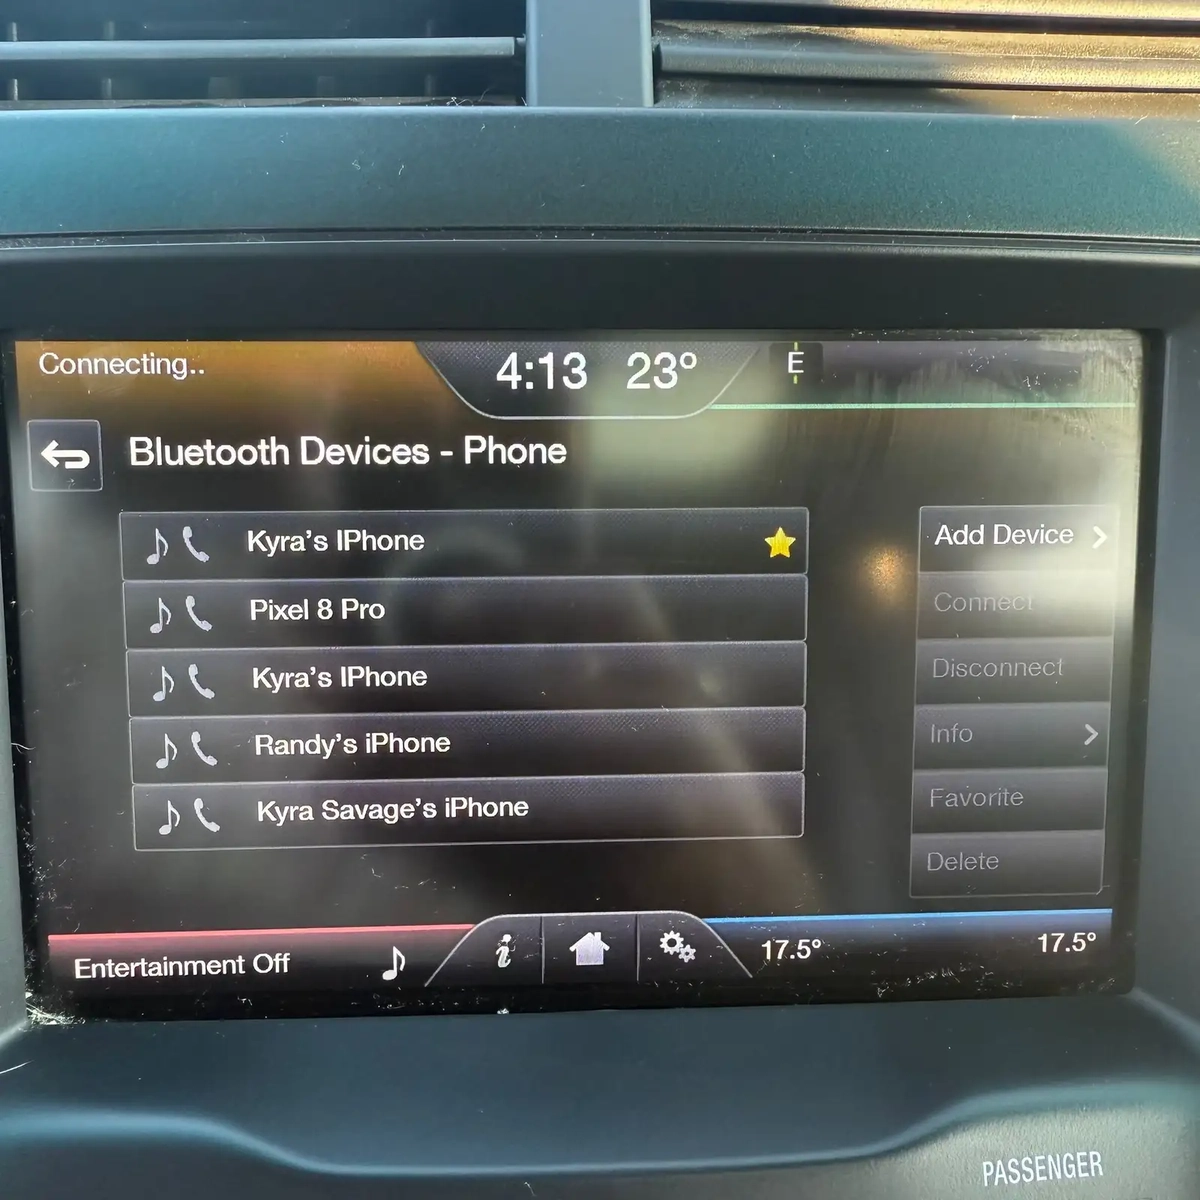 Connecting..
4:13 23° E
Bluetooth Devices - Phone
Kyra's IPhone
Pixel 8 Pro
Kyra's IPhone
Randy's iPhone
Kyra Savage's iPhone
Add Device
Connect
Disconnect
Info
Favorite
Delete
Entertainment Off
i
17.5°
17.5°
PASSENGER